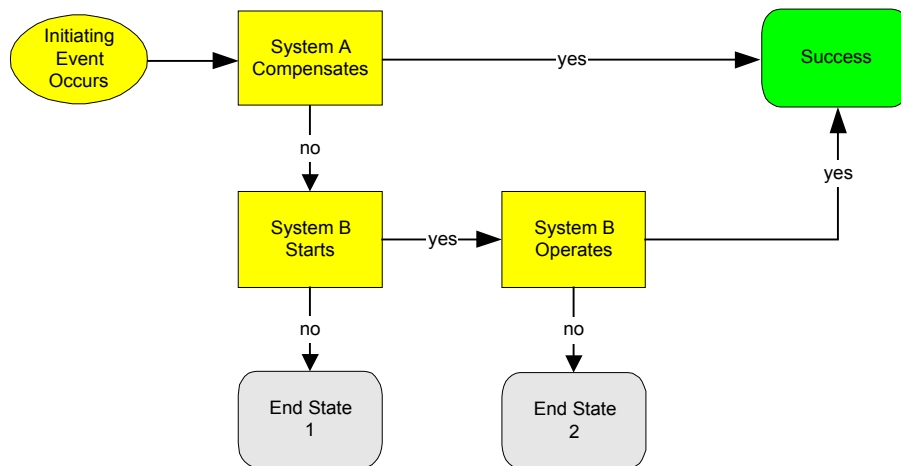 Initiating
Event
Occurs
System A
Compensates
yes
Success
no
yes
System B
Starts
yes
System B
Operates
no
no
End State
1
End State
2